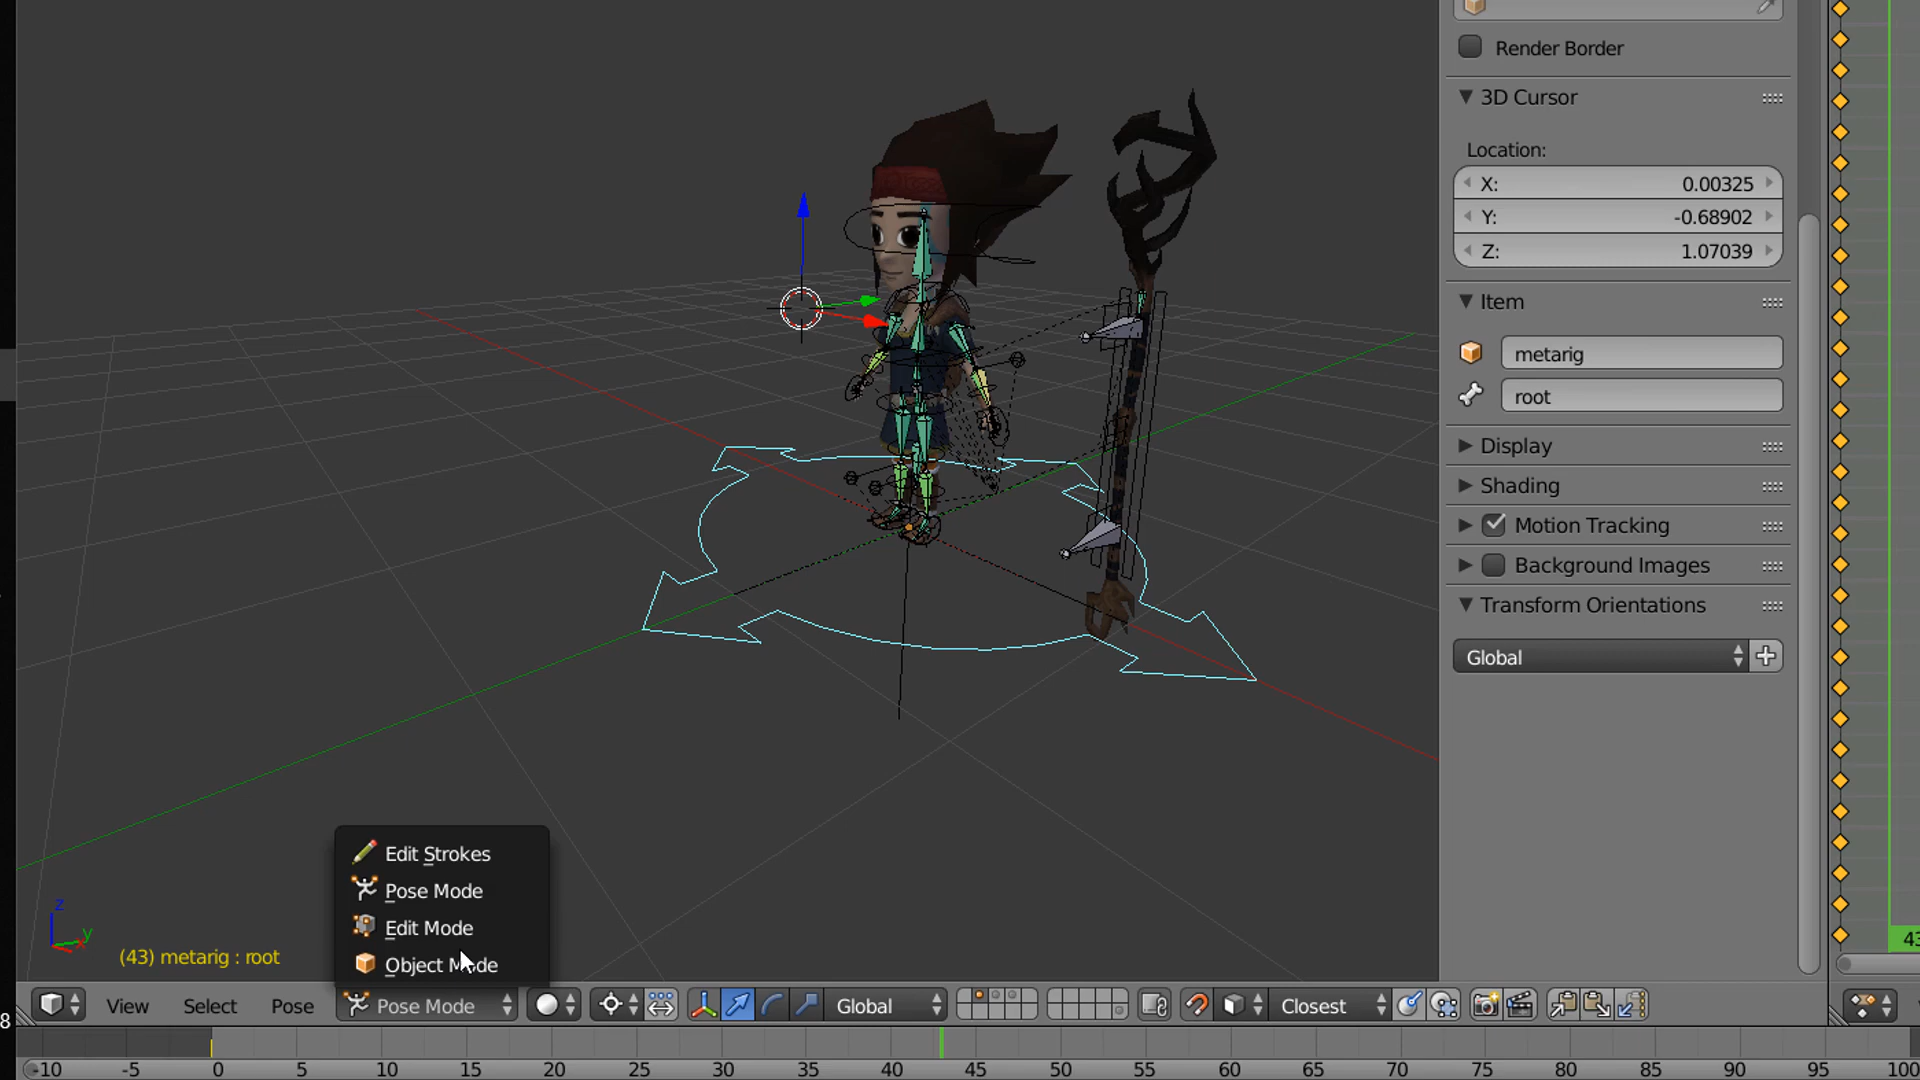 Render Border
3D Cursor
Location:
X: 0.00325
Y: -0.68902
Z: 1.07039
Item
metarig
root
Display
Shading
Motion Tracking
Background Images
Transform Orientations
Global
Edit Strokes
Pose Mode
Edit Mode
Object Mode
z
y
(43) metarig : root
43
8
View Select Pose Pose Mode Global Closest
-10 -5 0 5 10 15 20 25 30 35 40 45 50 55 60 65 70 75 80 85 90 95 100